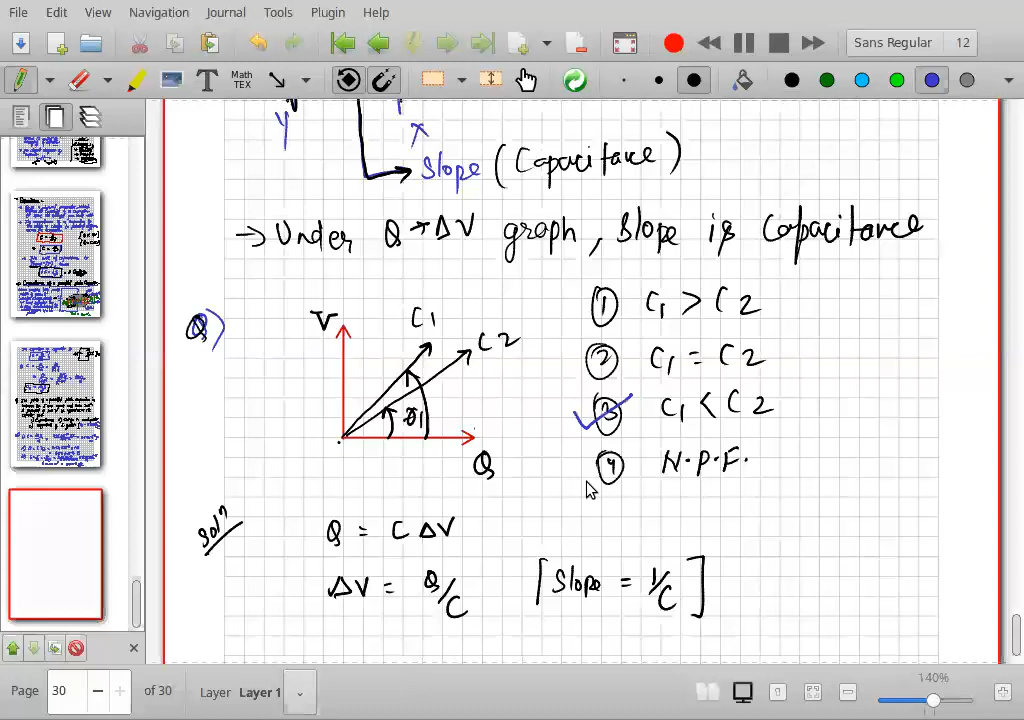 File Edit View Navigation Journal Tools Plugin Help
Sans Regular 12
Math TEX
y x
Slope (Capacitance)
→ Under Q → ΔV graph, Slope is Capacitance
Q)
V C1 C2 θ1 Q
① C1 > C2
② C1 = C2
③ C1 < C2
④ N.P.F.
Soln
Q = C ΔV
ΔV = Q/C [Slope = 1/C]
Page 30 of 30 Layer Layer 1 140%